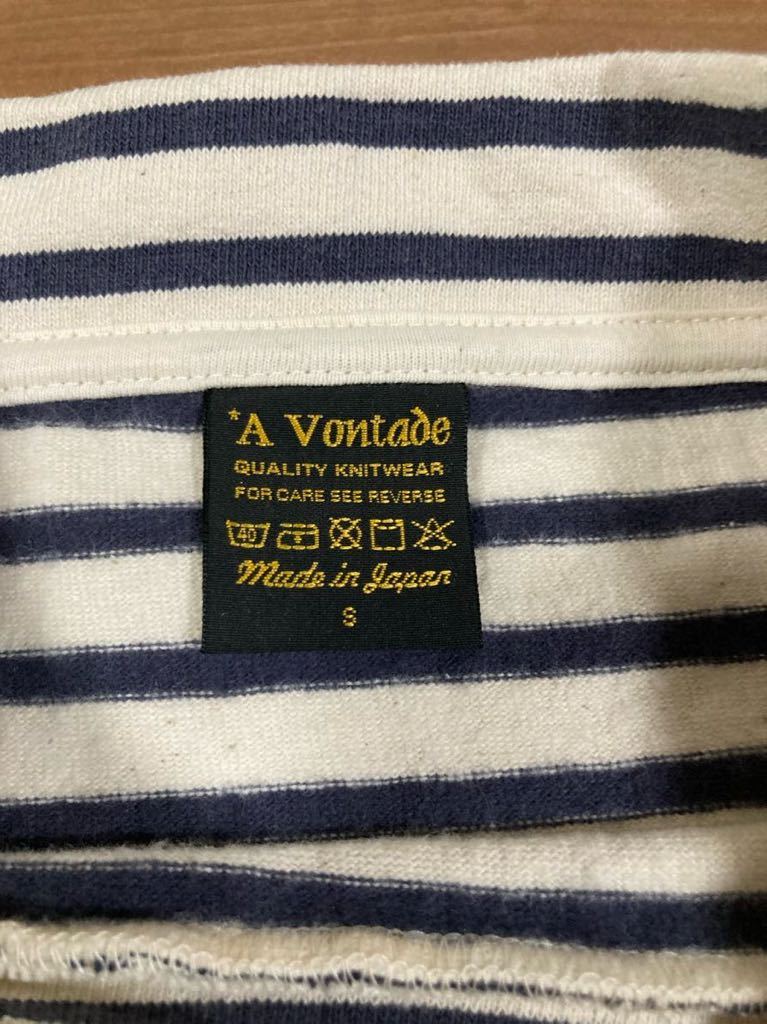 *A Vontade
QUALITY KNITWEAR
FOR CARE SEE REVERSE
40
Made in Japan
S